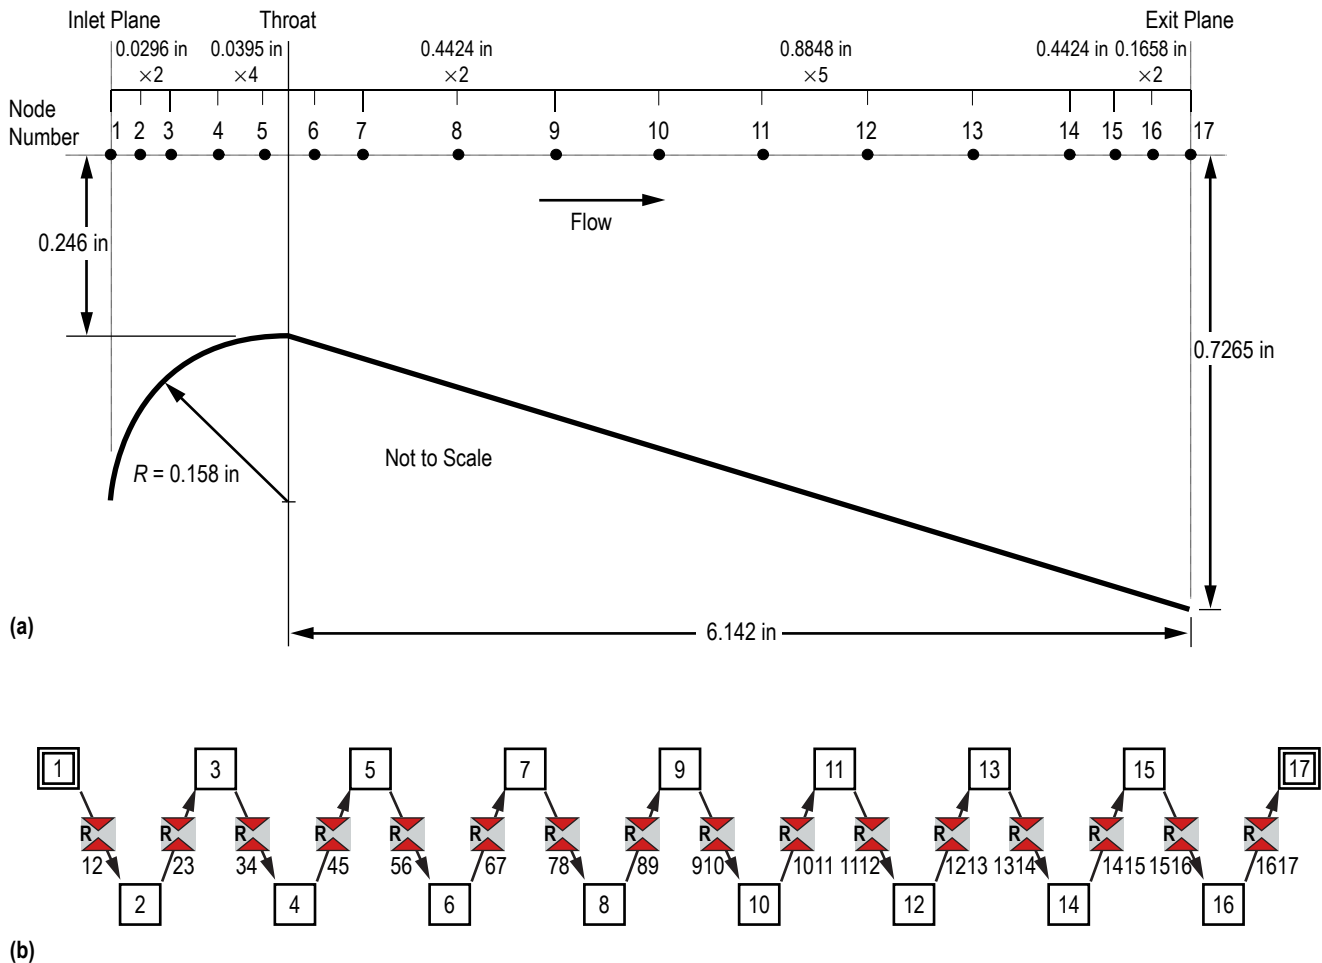 Inlet Plane Throat Exit Plane
0.0296 in 0.0395 in 0.4424 in 0.8848 in 0.4424 in 0.1658 in
×2 ×4 ×2 ×5 ×2
Node
Number
1 2 3 4 5 6 7 8 9 10 11 12 13 14 15 16 17
Flow
0.246 in
0.7265 in
R = 0.158 in
Not to Scale
6.142 in
(a)
1 3 5 7 9 11 13 15 17
R R R R R R R R R R R R R R R R
12 23 34 45 56 67 78 89 910 1011 1112 1213 1314 1415 1516 1617
2 4 6 8 10 12 14 16
(b)